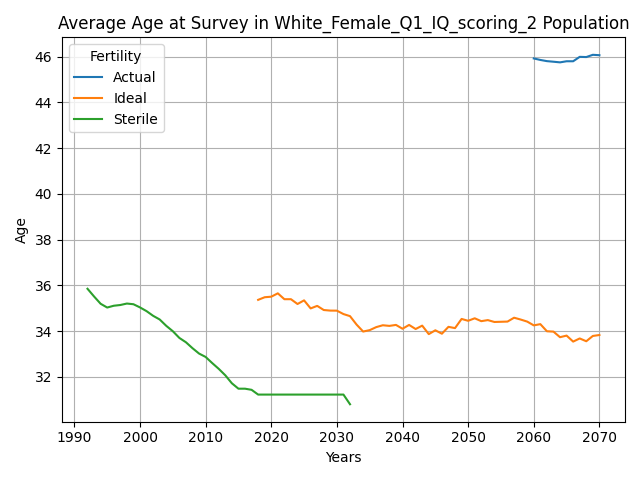 Average Age at Survey in White_Female_Q1_IQ_scoring_2 Population
Fertility
Actual
Ideal
Sterile
Age
46
44
42
40
38
36
34
32
1990 2000 2010 2020 2030 2040 2050 2060 2070
Years